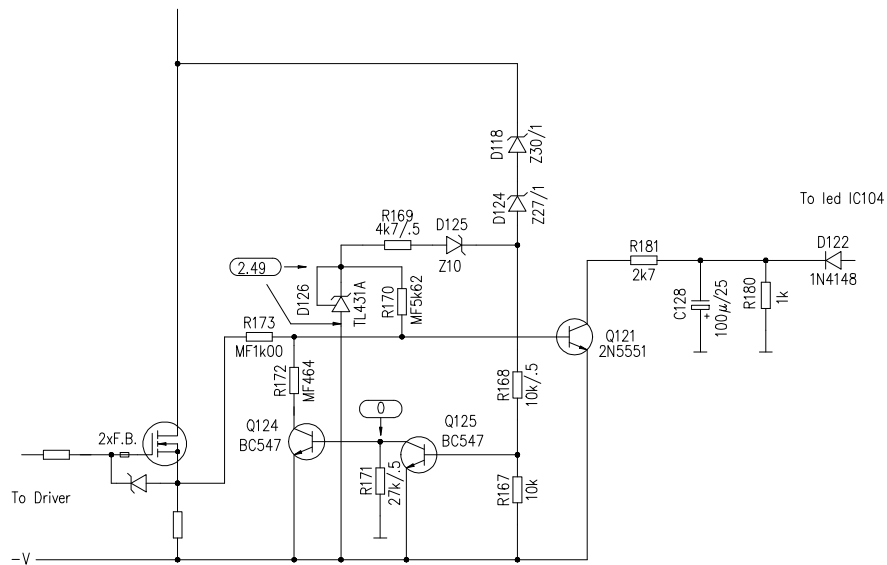 D118
Z30/1
D124
Z27/1
To led IC104
R169
4k7/.5
D125
Z10
R181
2k7
D122
1N4148
2.49
D126
TL431A
R170
MF5k62
C128
100μ/25
+
R180
1k
R173
MF1k00
Q121
2N5551
R172
MF464
R168
10k/.5
0
Q124
BC547
Q125
BC547
2xF.B.
R171
27k/.5
R167
10k
To Driver
-V